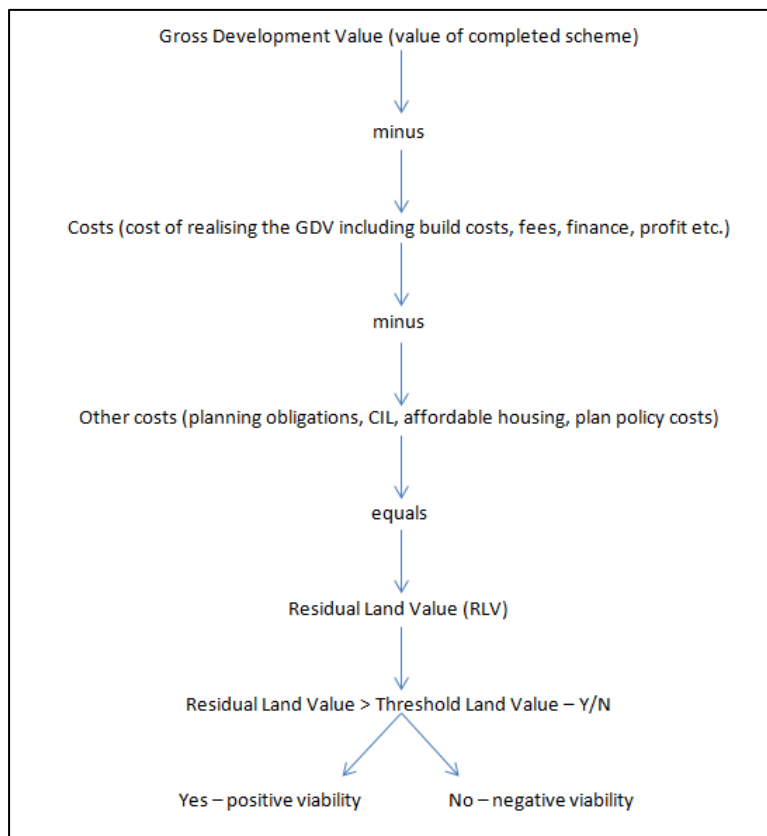 Gross Development Value (value of completed scheme)
minus
Costs (cost of realising the GDV including build costs, fees, finance, profit etc.)
minus
Other costs (planning obligations, CIL, affordable housing, plan policy costs)
equals
Residual Land Value (RLV)
Residual Land Value > Threshold Land Value – Y/N
Yes – positive viability
No – negative viability